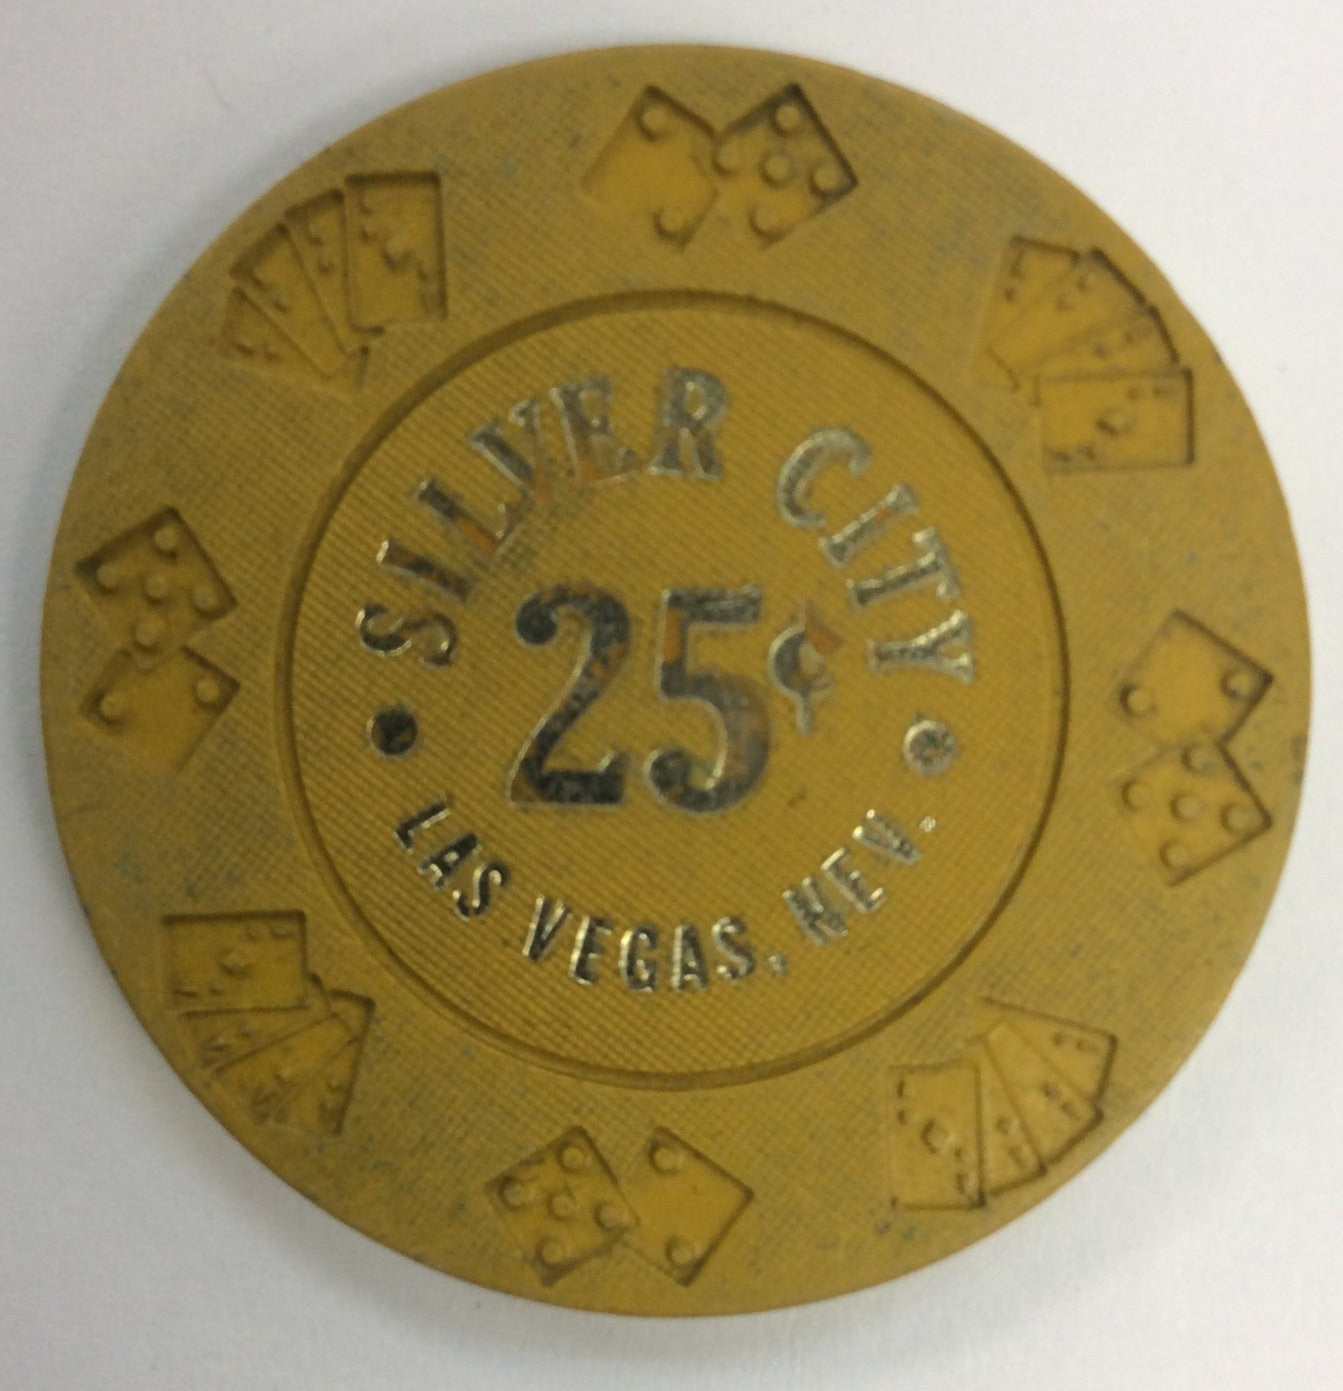 SILVER CITY
25¢
LAS VEGAS, NEV.